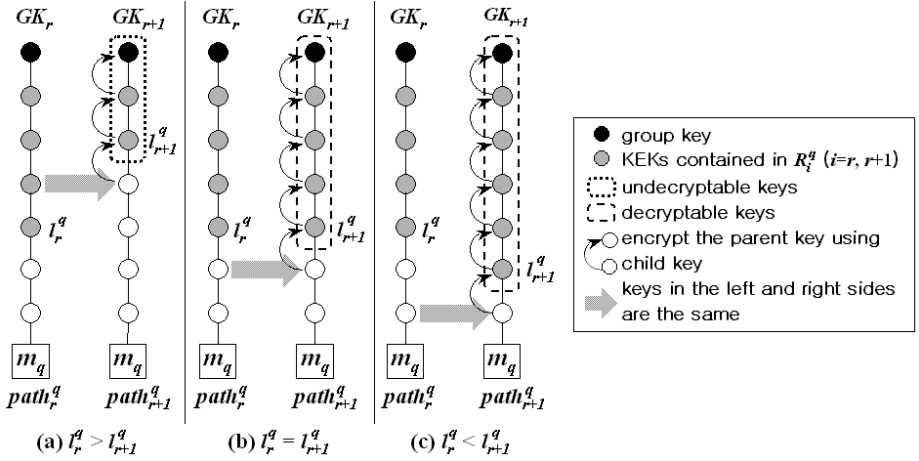 GK_r GK_{r+1} GK_r GK_{r+1} GK_r GK_{r+1}
l^q_{r+1}
l^q_r
l^q_r l^q_{r+1}
l^q_r
l^q_{r+1}
m_q m_q m_q m_q m_q m_q
path^q_r path^q_{r+1} path^q_r path^q_{r+1} path^q_r path^q_{r+1}
(a) l^q_r > l^q_{r+1} (b) l^q_r = l^q_{r+1} (c) l^q_r < l^q_{r+1}
group key
KEKs contained in R^q_i (i=r, r+1)
undecryptable keys
decryptable keys
encrypt the parent key using
child key
keys in the left and right sides
are the same